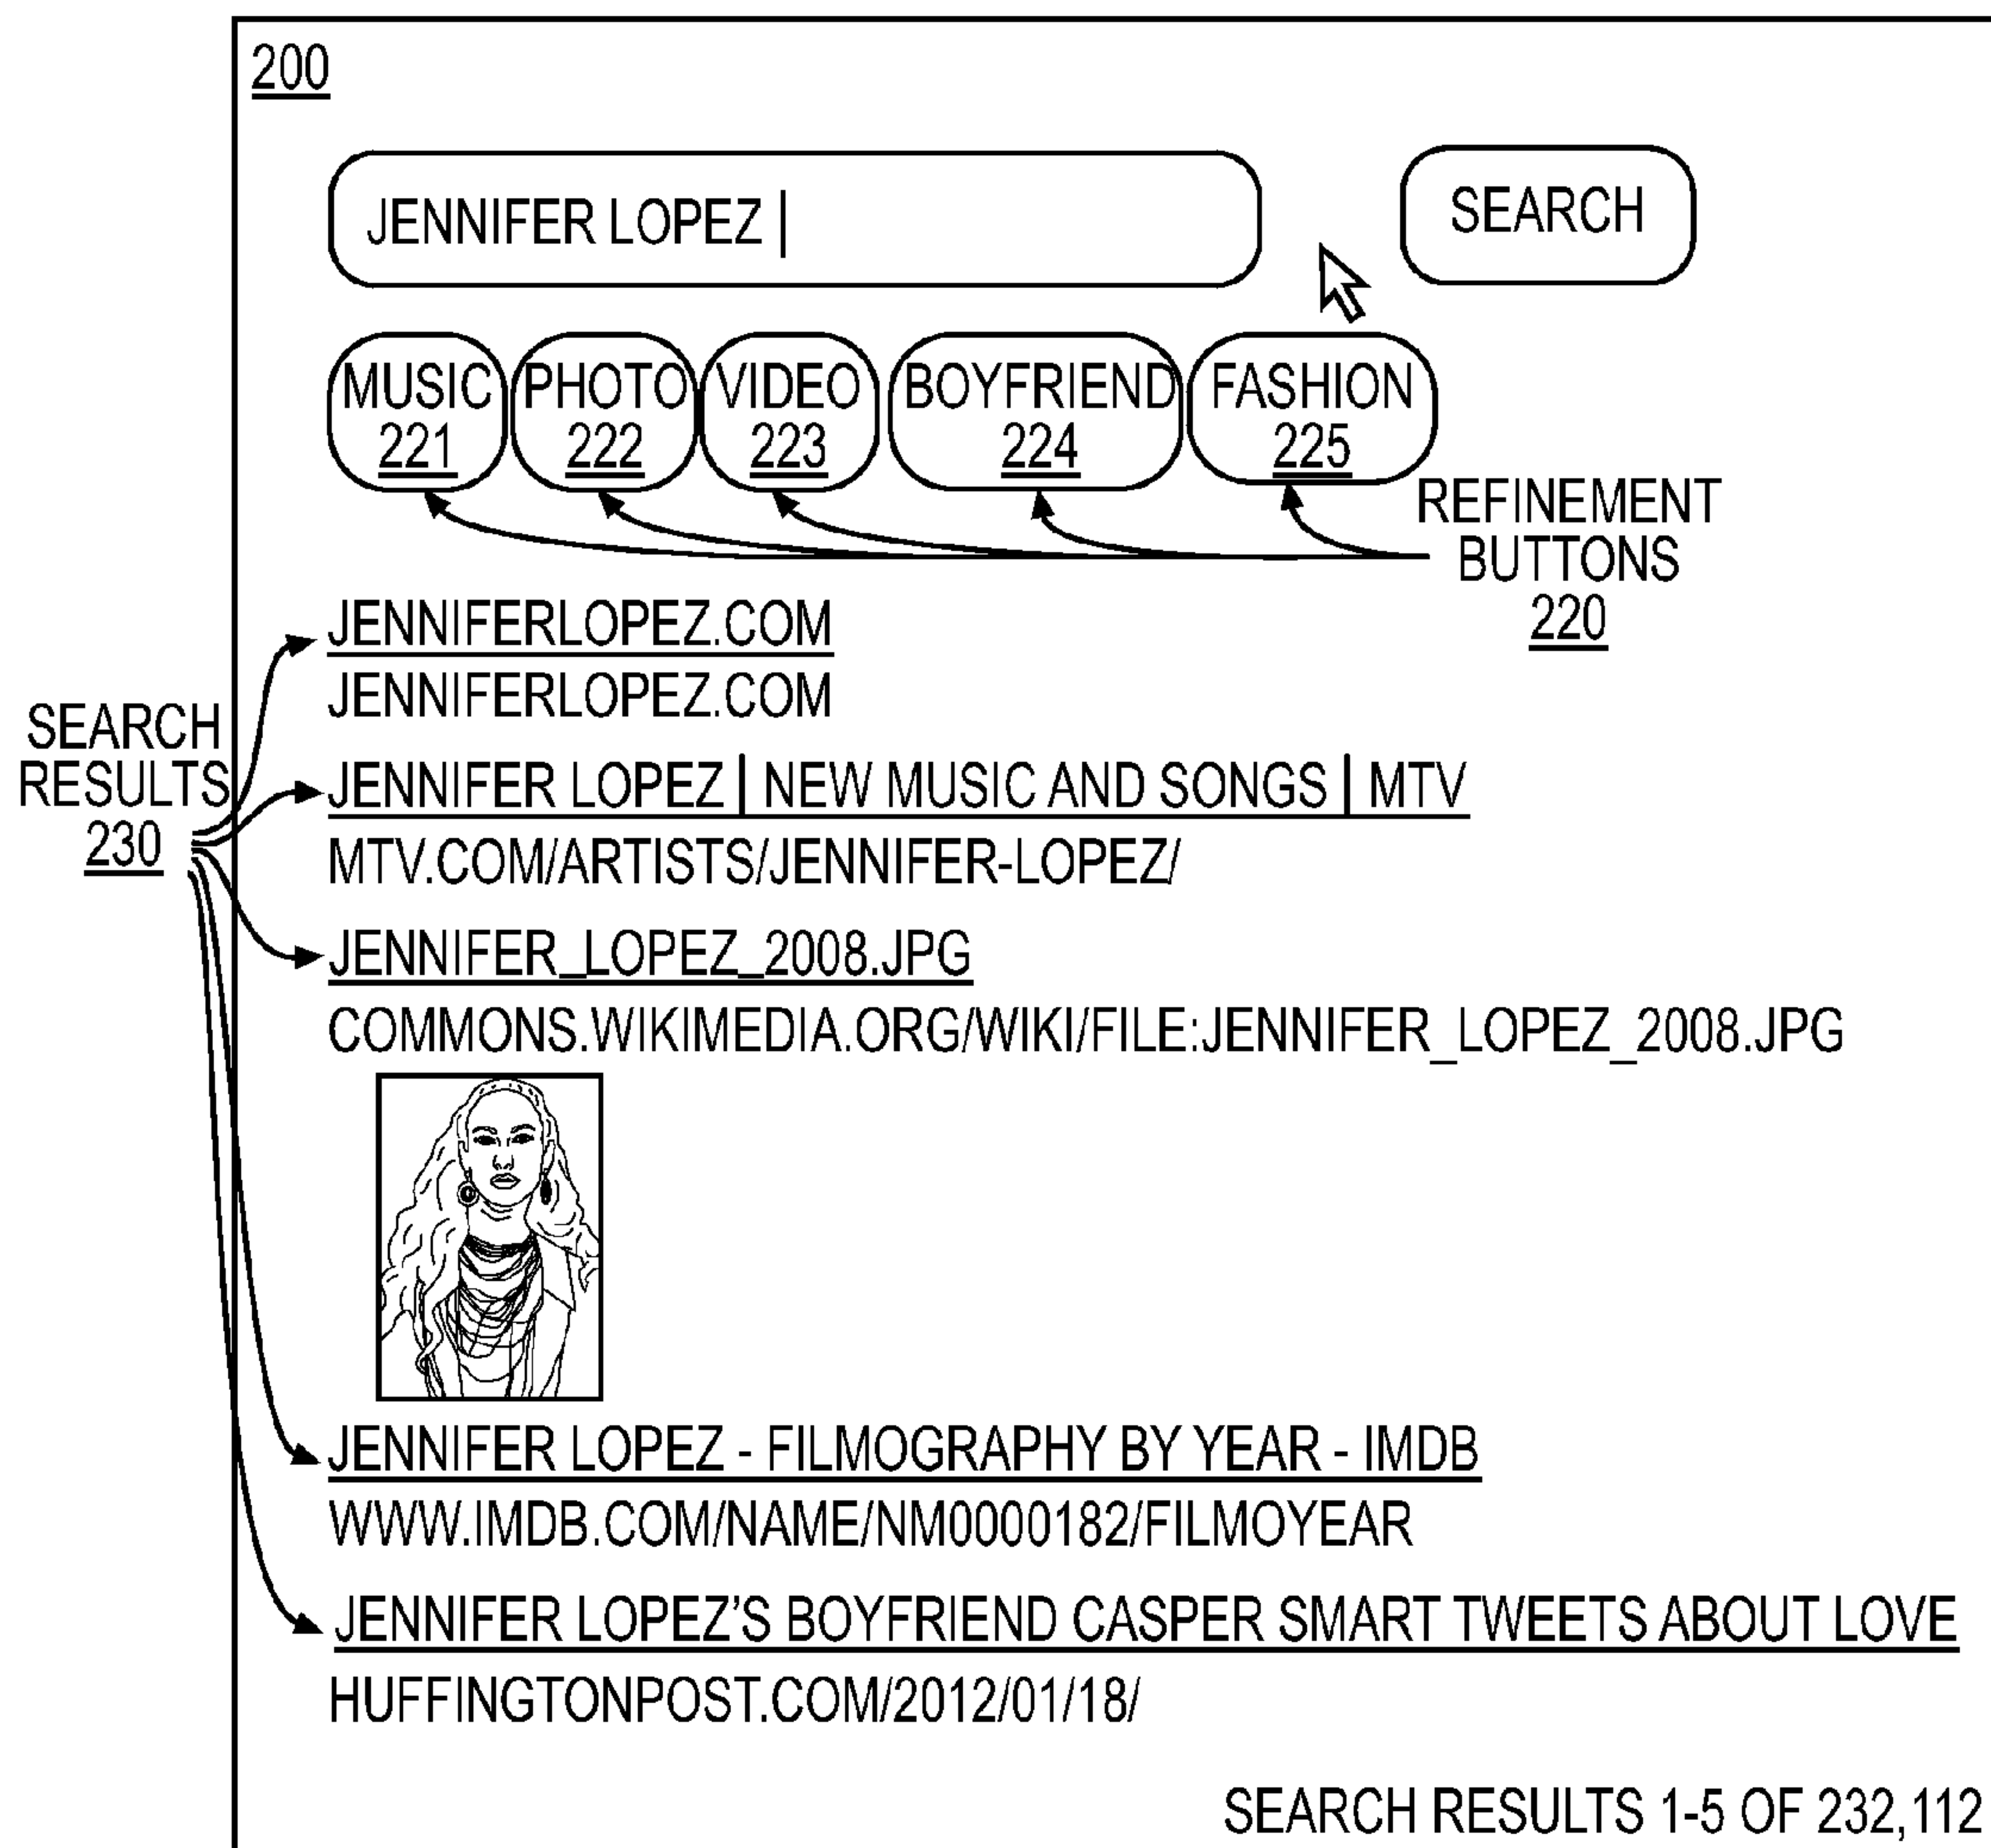 200
JENNIFER LOPEZ |
SEARCH
MUSIC
221
PHOTO
222
VIDEO
223
BOYFRIEND
224
FASHION
225
REFINEMENT
BUTTONS
220
SEARCH
RESULTS
230
JENNIFERLOPEZ.COM
JENNIFERLOPEZ.COM
JENNIFER LOPEZ | NEW MUSIC AND SONGS | MTV
MTV.COM/ARTISTS/JENNIFER-LOPEZ/
JENNIFER_LOPEZ_2008.JPG
COMMONS.WIKIMEDIA.ORG/WIKI/FILE:JENNIFER_LOPEZ_2008.JPG
JENNIFER LOPEZ - FILMOGRAPHY BY YEAR - IMDB
WWW.IMDB.COM/NAME/NM0000182/FILMOYEAR
JENNIFER LOPEZ'S BOYFRIEND CASPER SMART TWEETS ABOUT LOVE
HUFFINGTONPOST.COM/2012/01/18/
SEARCH RESULTS 1-5 OF 232,112